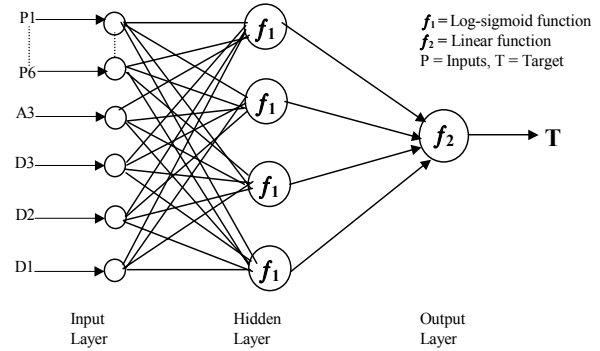 P1
P6
A3
D3
D2
D1
f1
f1
f1
f1
f2
T
f1 = Log-sigmoid function
f2 = Linear function
P = Inputs, T = Target
Input Layer
Hidden Layer
Output Layer